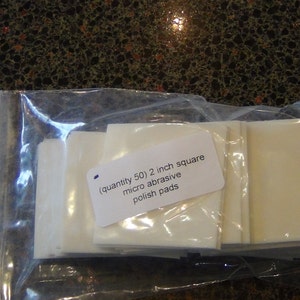 (quantity 50) 2 inch square
micro abrasive
polish pads